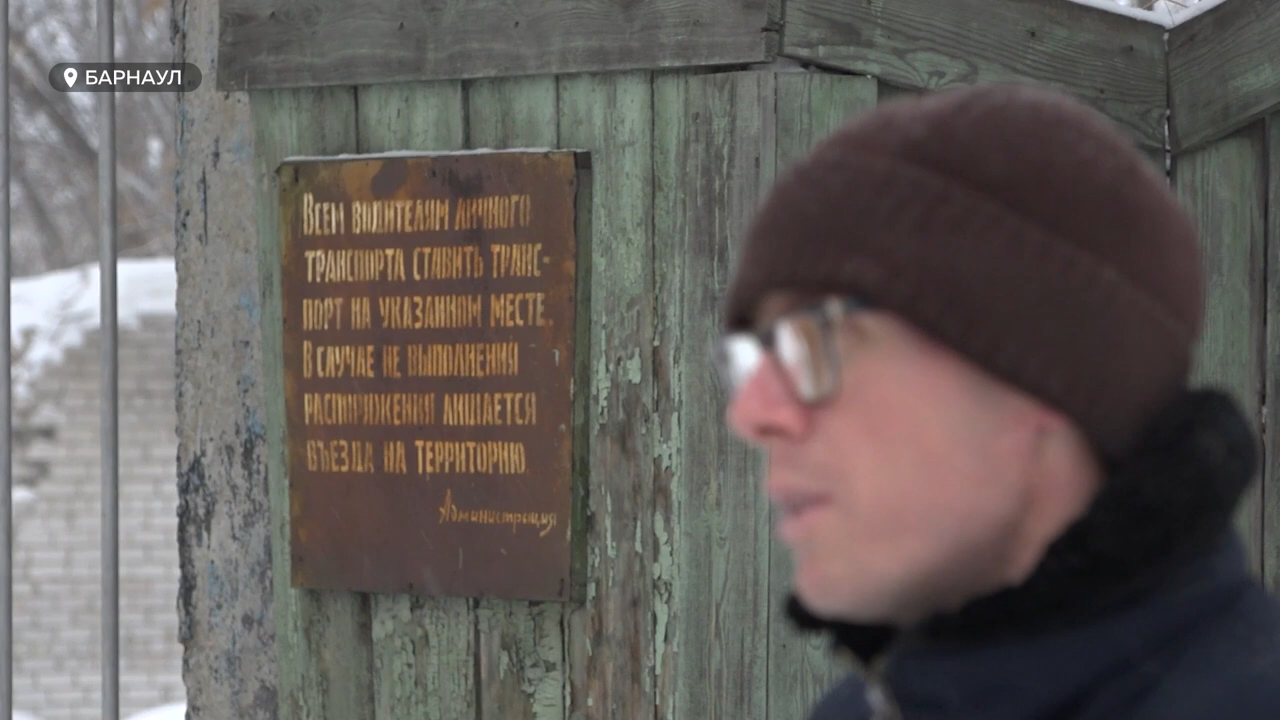 БАРНАУЛ
ВСЕМ ВОДИТЕЛЯМ ЛИЧНОГО
ТРАНСПОРТА СТАВИТЬ ТРАНС-
ПОРТ НА УКАЗАННОМ МЕСТЕ.
В СЛУЧАЕ НЕ ВЫПОЛНЕНИЯ
РАСПОРЯЖЕНИЯ ЛИШАЕТСЯ
ВЪЕЗДА НА ТЕРРИТОРИЮ
Администрация